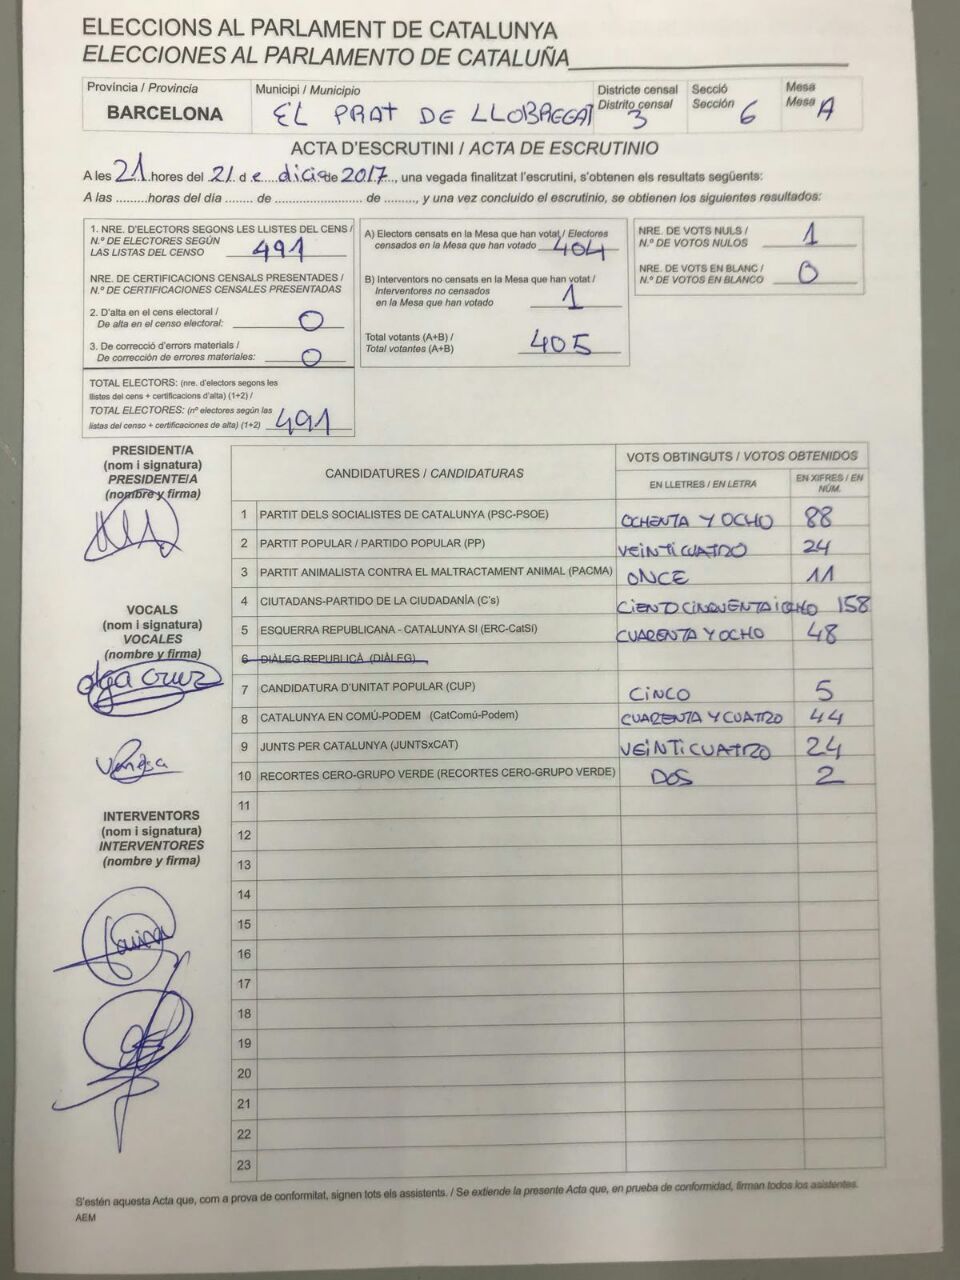 ELECCIONS AL PARLAMENT DE CATALUNYA
ELECCIONES AL PARLAMENTO DE CATALUÑA
Província / Provincia
BARCELONA
Municipi / Municipio
EL PRAT DE LLOBREGAT
Districte censal
Distrito censal
3
Secció
Sección
6
Mesa
Mesa A
ACTA D'ESCRUTINI / ACTA DE ESCRUTINIO
A les 21 hores del 21 d e dicie de 2017, una vegada finalitzat l'escrutini, s'obtenen els resultats següents:
A las .........horas del día ........ de ........................ de ........, y una vez concluido el escrutinio, se obtienen los siguientes resultados:
1. NRE. D'ELECTORS SEGONS LES LLISTES DEL CENS /
N.º DE ELECTORES SEGÚN
LAS LISTAS DEL CENSO 491
NRE. DE CERTIFICACIONS CENSALS PRESENTADES /
N.º DE CERTIFICACIONES CENSALES PRESENTADAS
2. D'alta en el cens electoral /
De alta en el censo electoral: 0
3. De correcció d'errors materials /
De corrección de errores materiales: 0
TOTAL ELECTORS: (nre. d'electors segons les
llistes del cens + certificacions d'alta) (1+2) /
TOTAL ELECTORES: (nº electores según las
listas del censo + certificaciones de alta) (1+2) 491
A) Electors censats en la Mesa que han votat / Electores
censados en la Mesa que han votado 404
B) Interventors no censats en la Mesa que han votat /
Interventores no censados
en la Mesa que han votado 1
Total votants (A+B) /
Total votantes (A+B) 405
NRE. DE VOTS NULS /
N.º DE VOTOS NULOS 1
NRE. DE VOTS EN BLANC /
N.º DE VOTOS EN BLANCO 0
PRESIDENT/A
(nom i signatura)
PRESIDENTE/A
(nombre y firma)
VOCALS
(nom i signatura)
VOCALES
(nombre y firma)
Olga Cruz
Vanesa
INTERVENTORS
(nom i signatura)
INTERVENTORES
(nombre y firma)
CANDIDATURES / CANDIDATURAS
VOTS OBTINGUTS / VOTOS OBTENIDOS
EN LLETRES / EN LETRA
EN XIFRES / EN NÚM.
1 PARTIT DELS SOCIALISTES DE CATALUNYA (PSC-PSOE) OCHENTA Y OCHO 88
2 PARTIT POPULAR / PARTIDO POPULAR (PP) VEINTICUATRO 24
3 PARTIT ANIMALISTA CONTRA EL MALTRACTAMENT ANIMAL (PACMA) ONCE 11
4 CIUTADANS-PARTIDO DE LA CIUDADANÍA (C's) CIENTO CINQUENTA i OCHO 158
5 ESQUERRA REPUBLICANA - CATALUNYA SÍ (ERC-CatSí) CUARENTA Y OCHO 48
6 DIÀLEG REPUBLICÀ (DIÀLEG)
7 CANDIDATURA D'UNITAT POPULAR (CUP) CINCO 5
8 CATALUNYA EN COMÚ-PODEM (CatComú-Podem) CUARENTA Y CUATRO 44
9 JUNTS PER CATALUNYA (JUNTSxCAT) VEINTICUATRO 24
10 RECORTES CERO-GRUPO VERDE (RECORTES CERO-GRUPO VERDE) DOS 2
11
12
13
14
15
16
17
18
19
20
21
22
23
S'estén aquesta Acta que, com a prova de conformitat, signen tots els assistents. / Se extiende la presente Acta que, en prueba de conformidad, firman todos los asistentes.
AEM